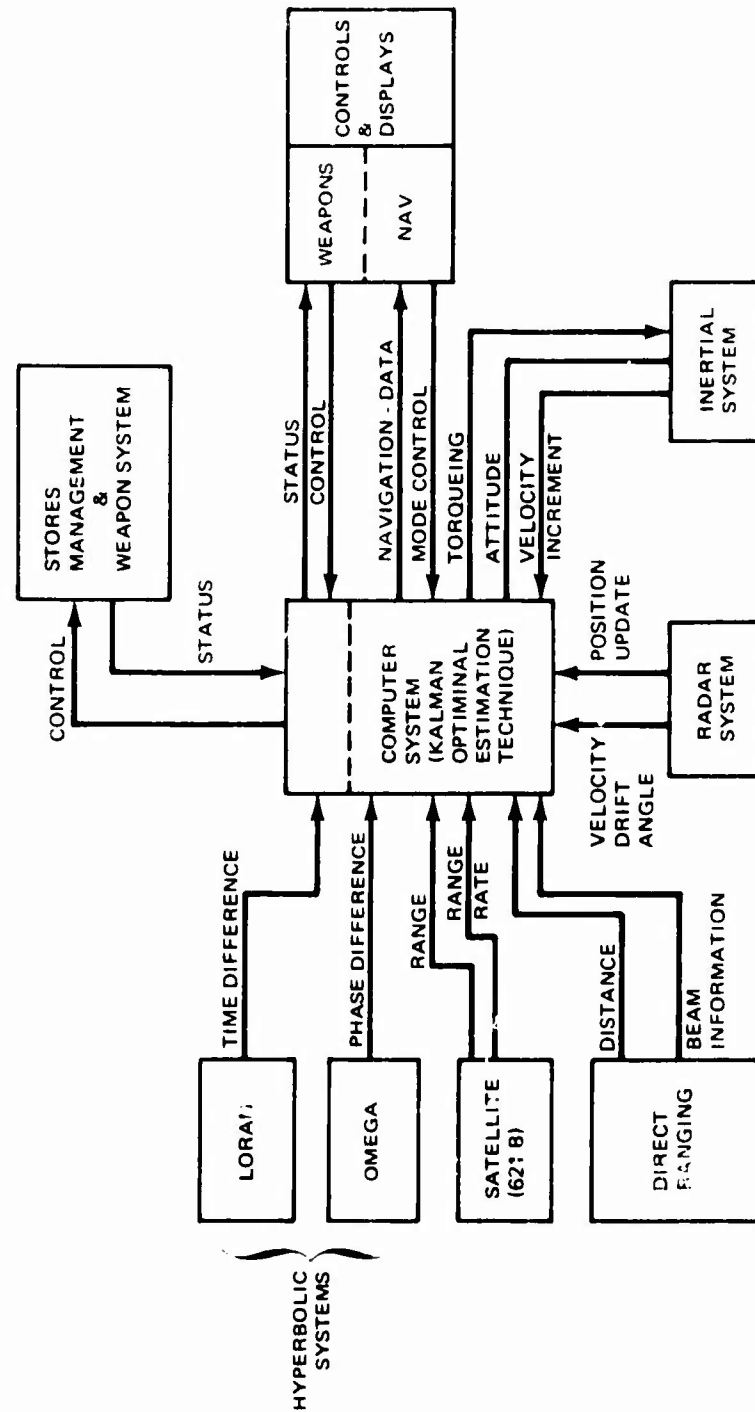 HYPERBOLIC
SYSTEMS
OMEGA
SATELLITE
DIRECT
RANGING
TIME DIFFERENCE
PHASE DIFFERENCE
RANGE
RANGE
RATE
DISTANCE
BEAM
INFORMATION
CONTROL
STATUS
STORES
MANAGEMENT
&
WEAPON SYSTEM
COMPUTER
SYSTEM
(KALMAN
OPTIMINAL
ESTIMATION
TECHNIQUE)
VELOCITY
DRIFT
ANGLE
POSITION
UPDATE
RADAR
SYSTEM
STATUS
CONTROL
NAVIGATION - DATA
MODE CONTROL
TORQUEING
ATTITUDE
VELOCITY
INCREMENT
INERTIAL
SYSTEM
WEAPONS
NAV
CONTROLS
&
DISPLAYS